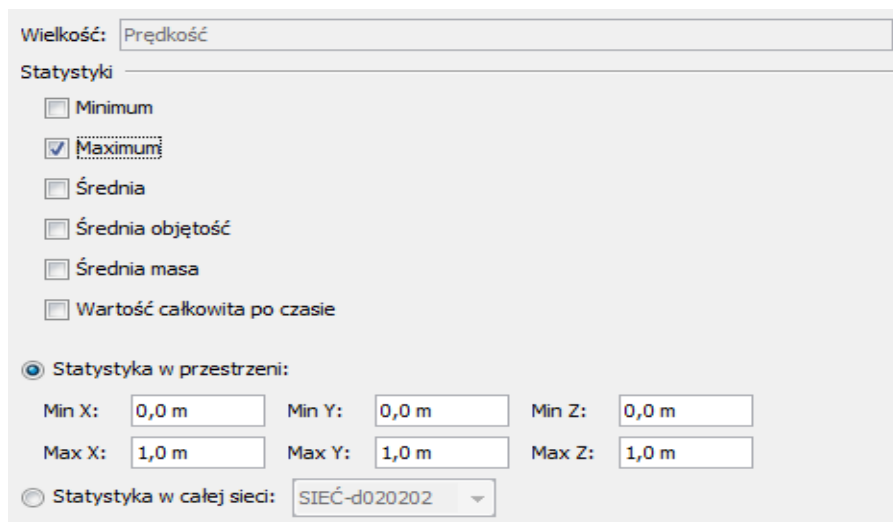 Wielkość: Prędkość
Statystyki
Minimum
Maximum
Średnia
Średnia objętość
Średnia masa
Wartość całkowita po czasie
Statystyka w przestrzeni:
Min X: 0,0 m Min Y: 0,0 m Min Z: 0,0 m
Max X: 1,0 m Max Y: 1,0 m Max Z: 1,0 m
Statystyka w całej sieci: SIEĆ-d020202